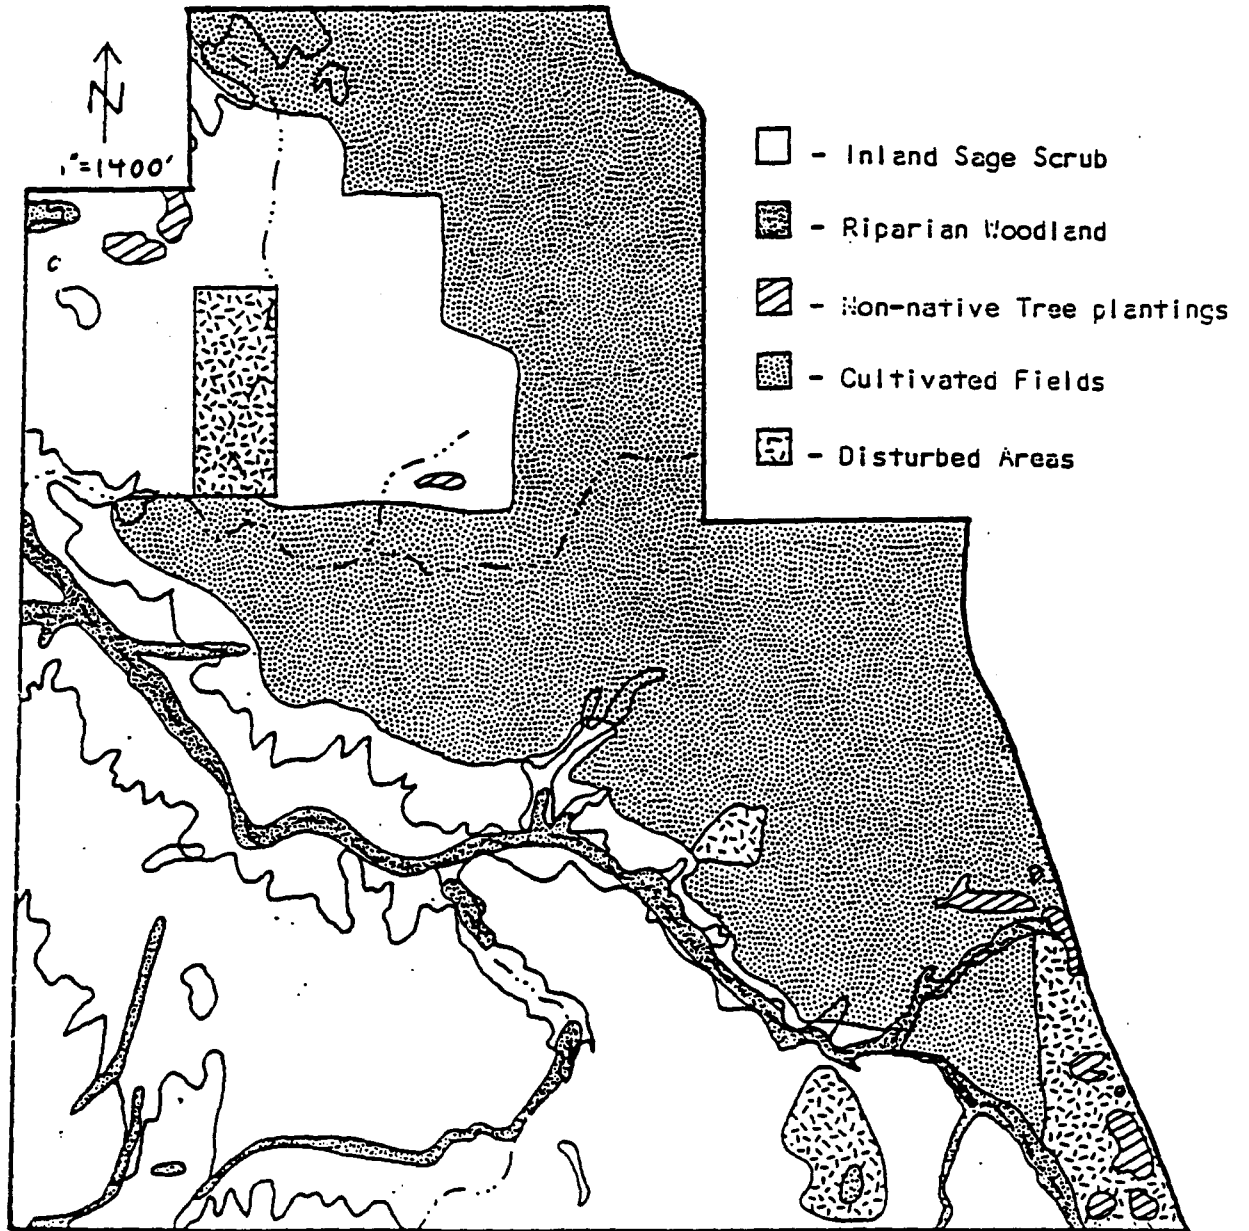 N
1"=1400'
- Inland Sage Scrub
- Riparian Woodland
- Non-native Tree plantings
- Cultivated Fields
- Disturbed Areas